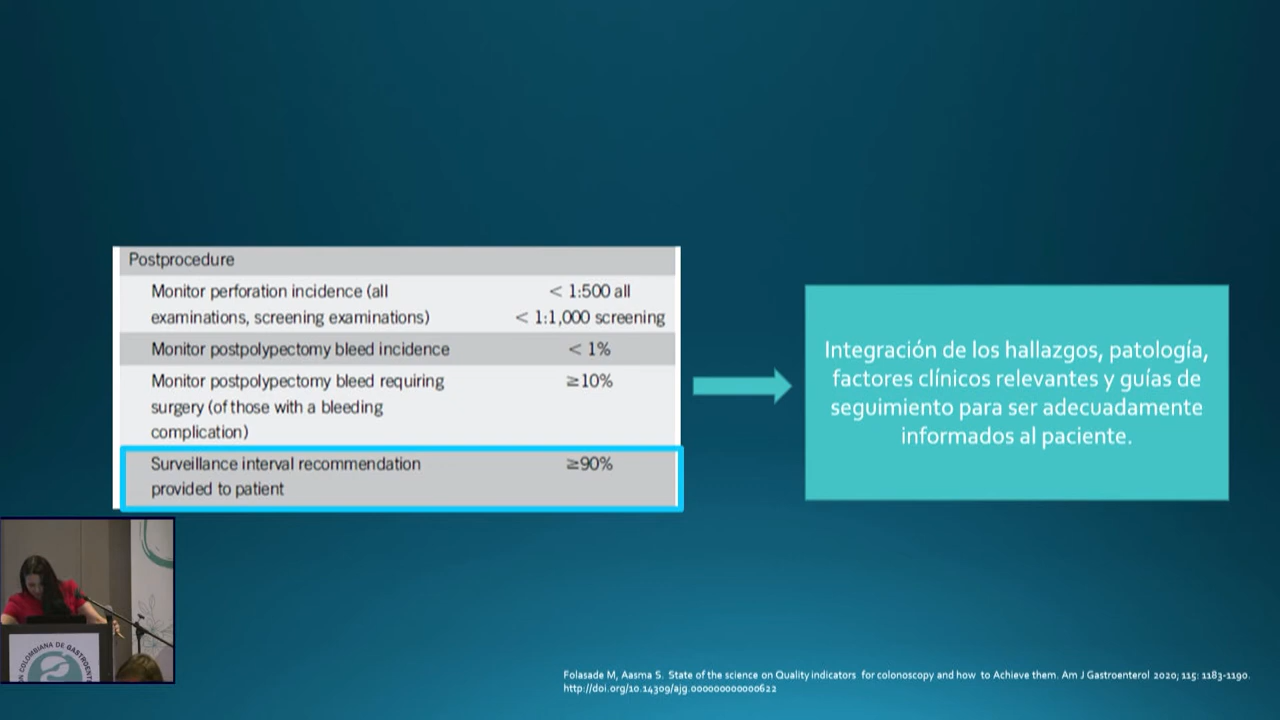 Postprocedure
Monitor perforation incidence (all
< 1:500 all
examinations, screening examinations)
< 1:1,000 screening
Monitor postpolypectomy bleed incidence
< 1%
Monitor postpolypectomy bleed requiring
≥10%
surgery (of those with a bleeding
complication)
Surveillance interval recommendation
≥90%
provided to patient
Integración de los hallazgos, patología,
factores clínicos relevantes y guías de
seguimiento para ser adecuadamente
informados al paciente.
COLOMBIANA DE
Folasade M, Aasma S. State of the science on Quality indicators for colonoscopy and how to Achieve them. Am J Gastroenterol 2020; 115: 1183-1190.
http://doi.org/10.14309/ajg.000000000000622